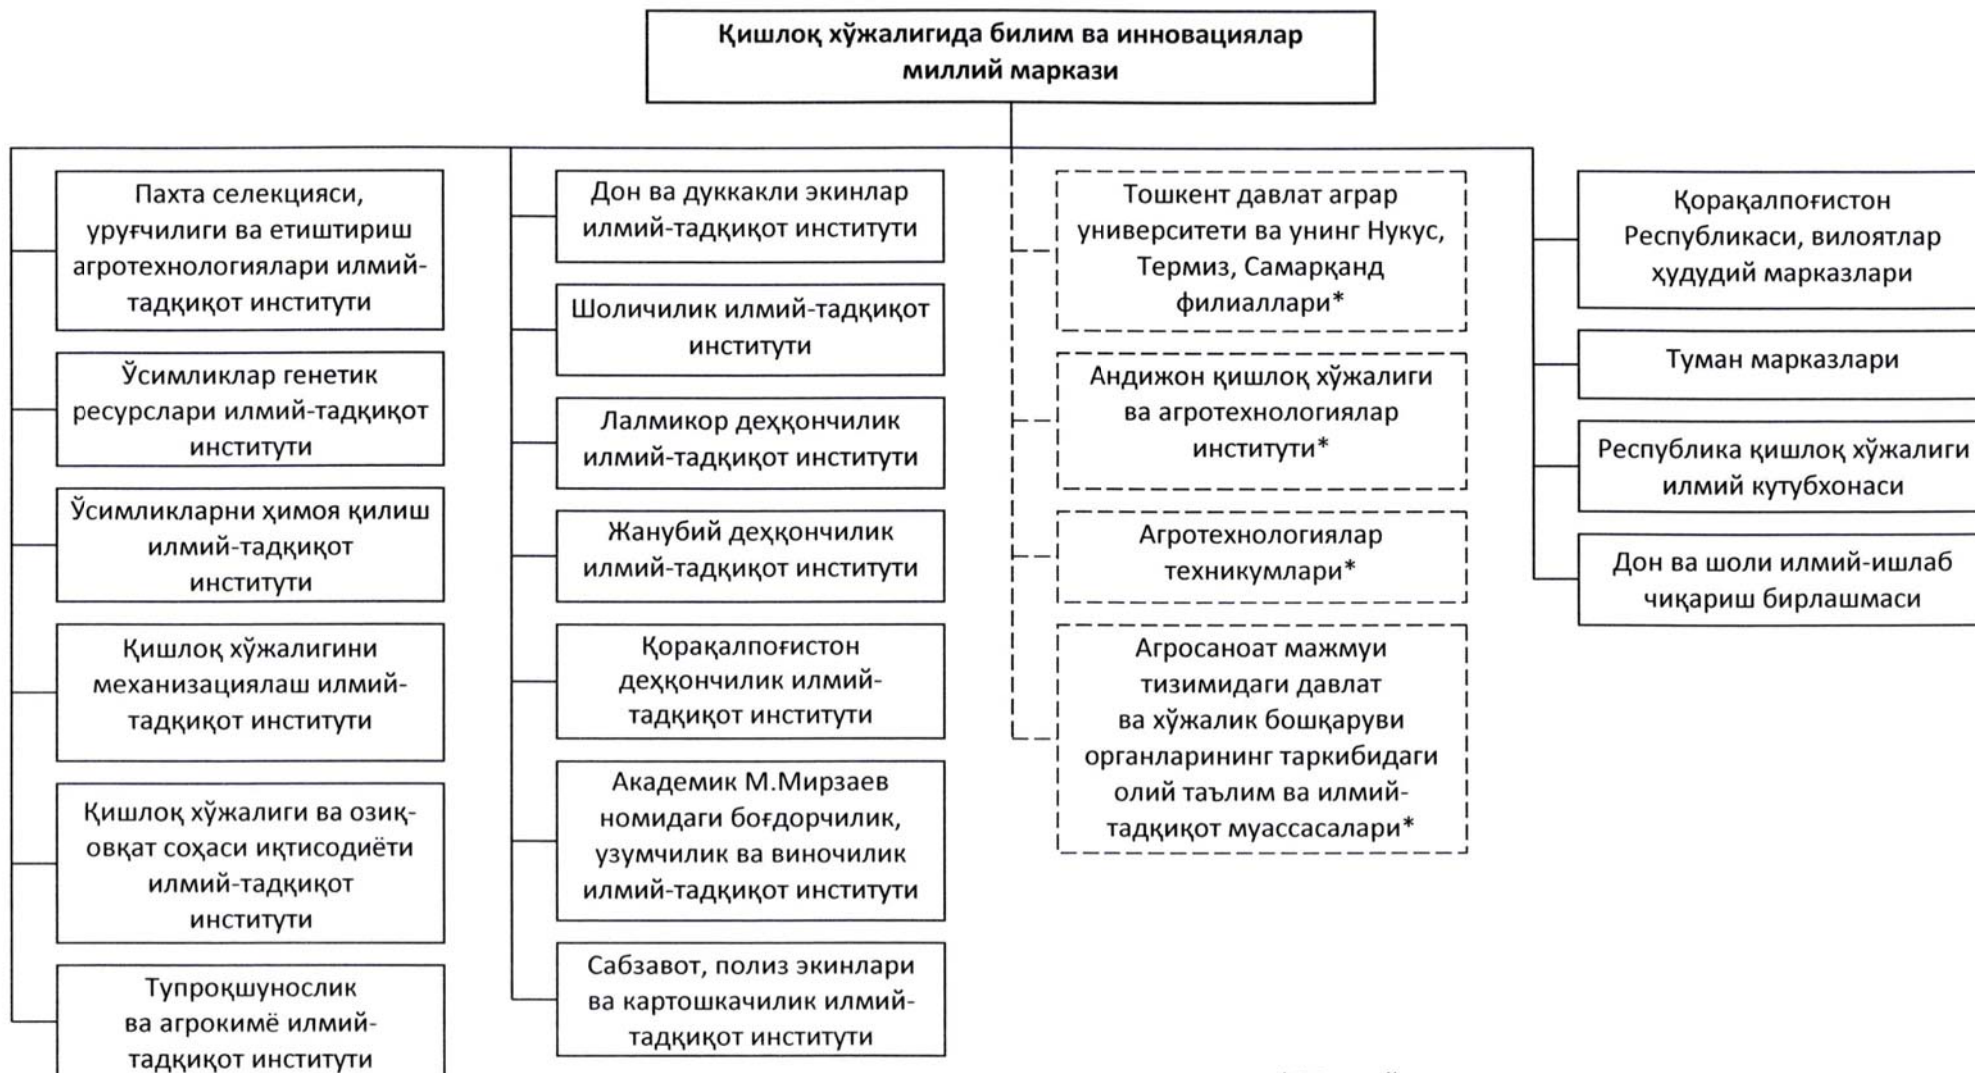 Қишлоқ хўжалигида билим ва инновациялар
миллий маркази
Пахта селекцияси,
уруғчилиги ва етиштириш
агротехнологиялари илмий-
тадқиқот институти
Ўсимликлар генетик
ресурслари илмий-тадқиқот
институти
Ўсимликларни ҳимоя қилиш
илмий-тадқиқот
институти
Қишлоқ хўжалигини
механизациялаш илмий-
тадқиқот институти
Қишлоқ хўжалиги ва озиқ-
овқат соҳаси иқтисодиёти
илмий-тадқиқот
институти
Тупроқшунослик
ва агрокимё илмий-
тадқиқот институти
Дон ва дуккакли экинлар
илмий-тадқиқот институти
Шоличилик илмий-тадқиқот
институти
Лалмикор деҳқончилик
илмий-тадқиқот институти
Жанубий деҳқончилик
илмий-тадқиқот институти
Қорақалпоғистон
деҳқончилик илмий-
тадқиқот институти
Академик М.Мирзаев
номидаги боғдорчилик,
узумчилик ва виночилик
илмий-тадқиқот институти
Сабзавот, полиз экинлари
ва картошкачилик илмий-
тадқиқот институти
Тошкент давлат аграр
университети ва унинг Нукус,
Термиз, Самарқанд
филиаллари*
Андижон қишлоқ хўжалиги
ва агротехнологиялар
институти*
Агротехнологиялар
техникумлари*
Агросаноат мажмуи
тизимидаги давлат
ва хўжалик бошқаруви
органларининг таркибидаги
олий таълим ва илмий-
тадқиқот муассасалари*
Қорақалпоғистон
Республикаси, вилоятлар
ҳудудий марказлари
Туман марказлари
Республика қишлоқ хўжалиги
илмий кутубхонаси
Дон ва шоли илмий-ишлаб
чиқариш бирлашмаси